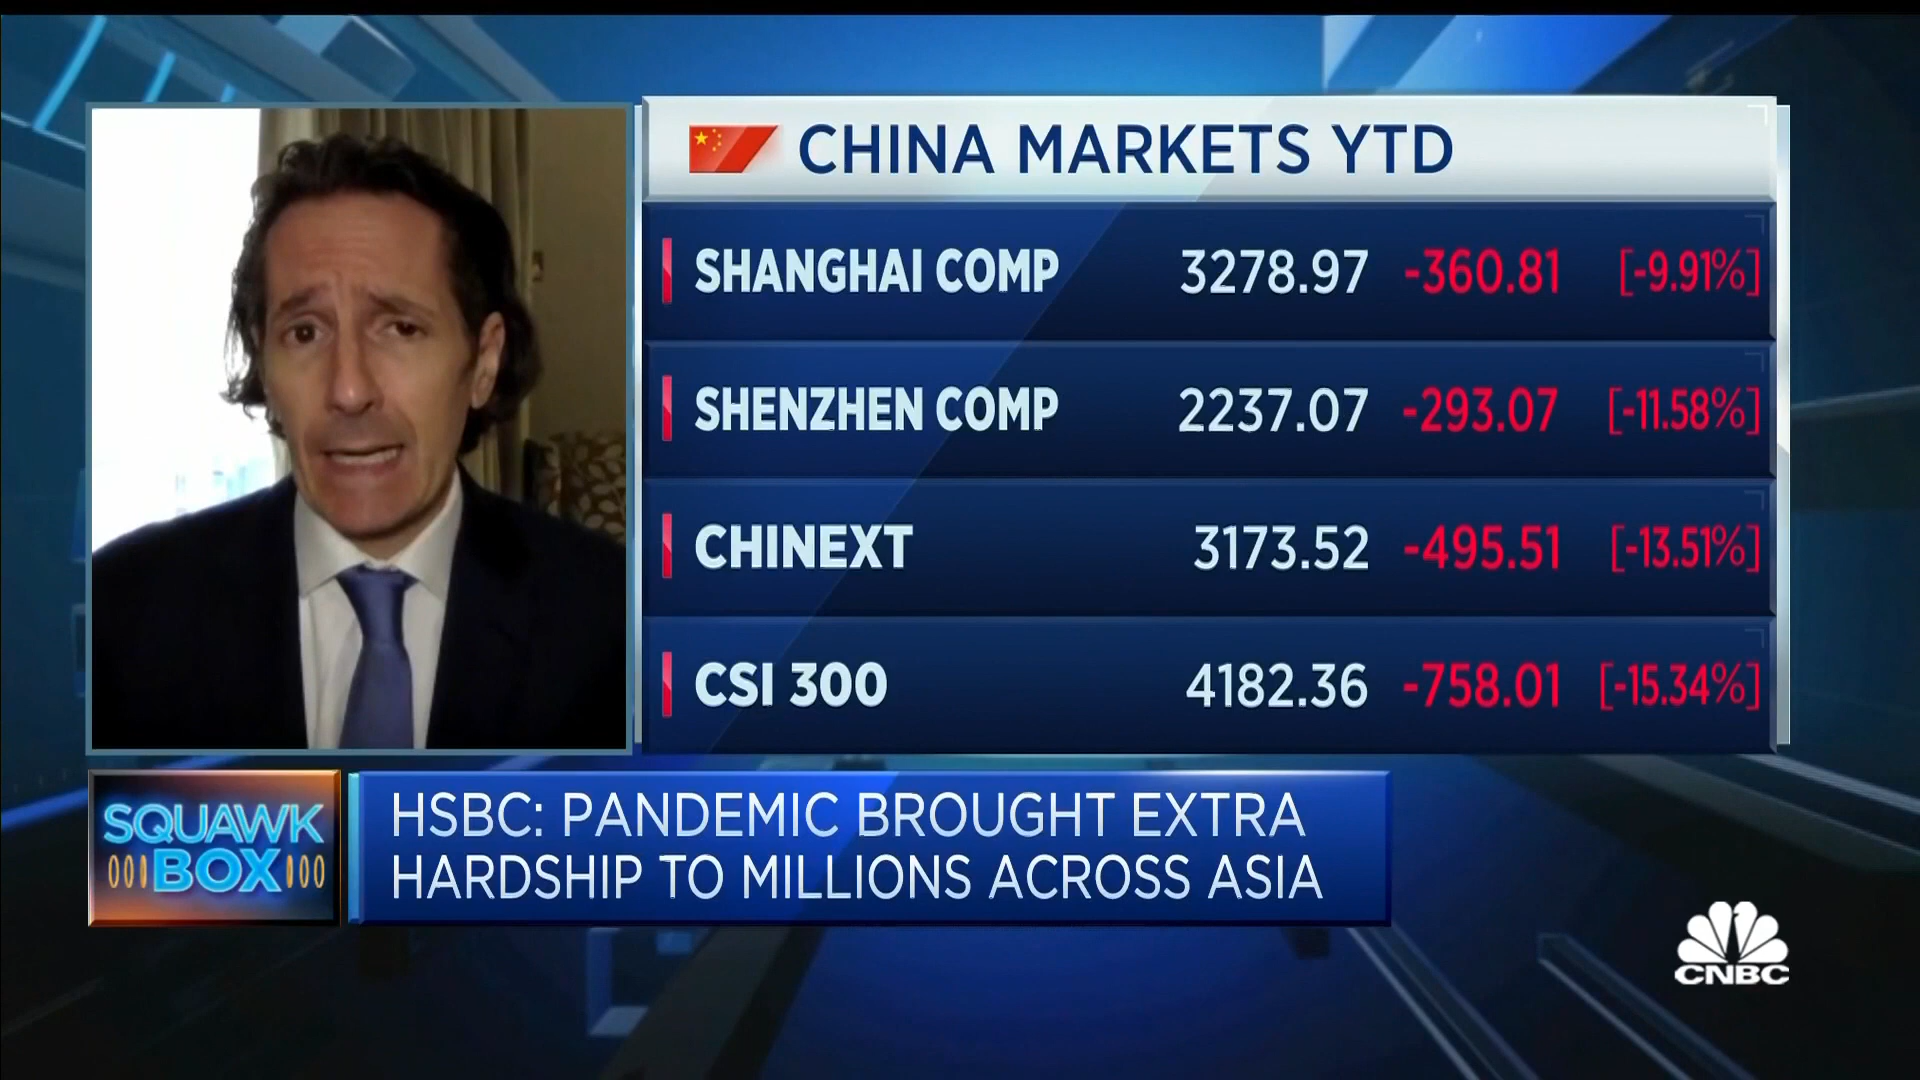 CHINA MARKETS YTD
SHANGHAI COMP 3278.97 -360.81 [-9.91%]
SHENZHEN COMP 2237.07 -293.07 [-11.58%]
CHINEXT 3173.52 -495.51 [-13.51%]
CSI 300 4182.36 -758.01 [-15.34%]
SQUAWK
001 BOX 100
HSBC: PANDEMIC BROUGHT EXTRA
HARDSHIP TO MILLIONS ACROSS ASIA
CNBC